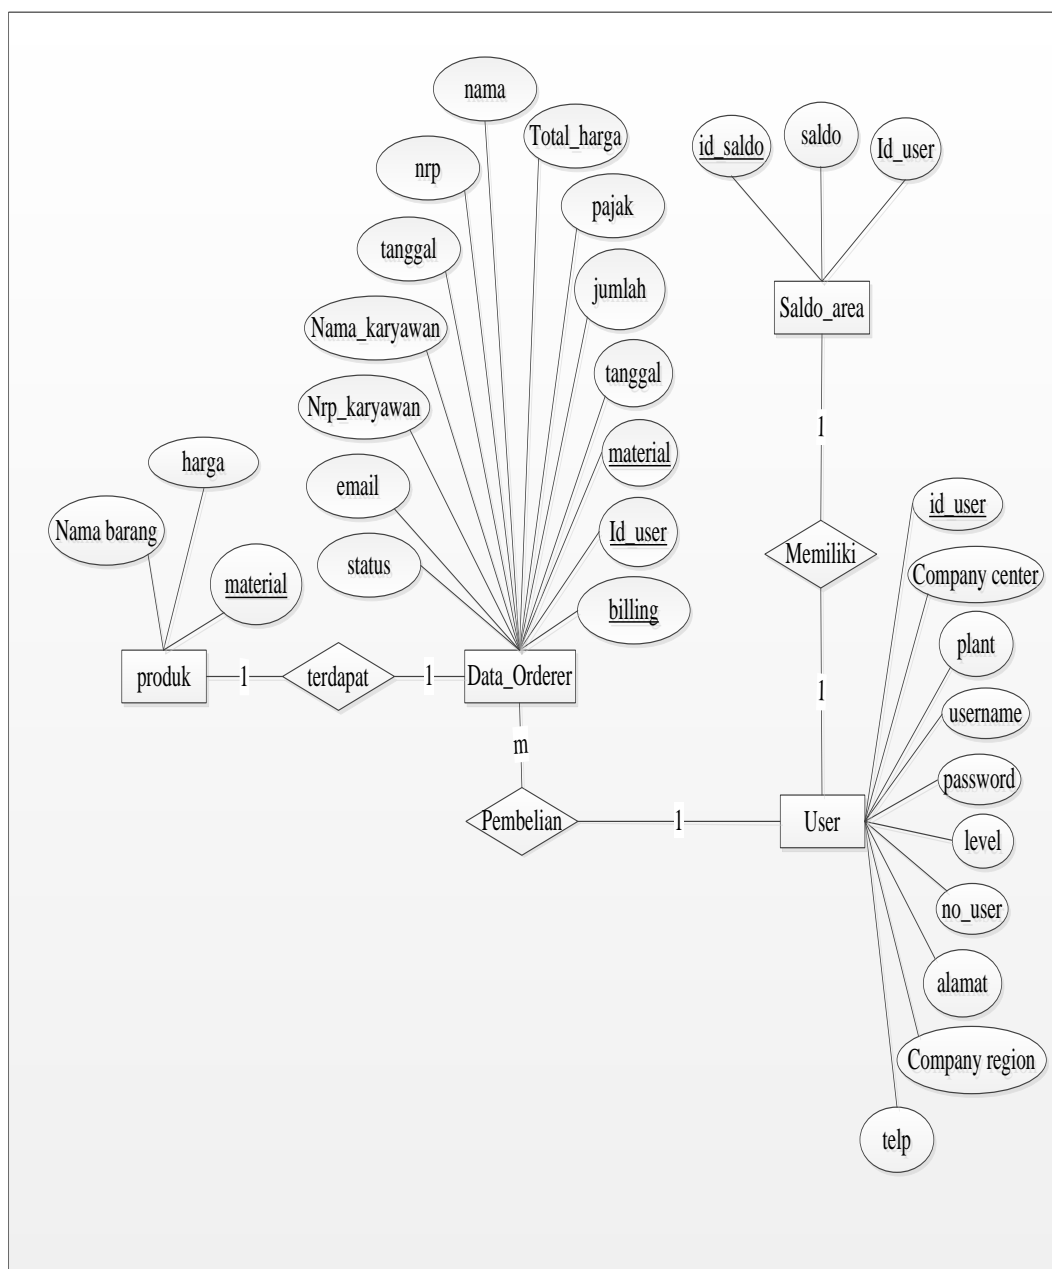 nama
Total_harga
nrp
pajak
tanggal
jumlah
Nama_karyawan
tanggal
Nrp_karyawan
material
email
Id_user
status
billing
harga
Nama barang
material
produk
1
terdapat
1
Data_Orderer
m
Pembelian
1
User
id_saldo
saldo
Id_user
Saldo_area
1
Memiliki
1
id_user
Company center
plant
username
password
level
no_user
alamat
Company region
telp